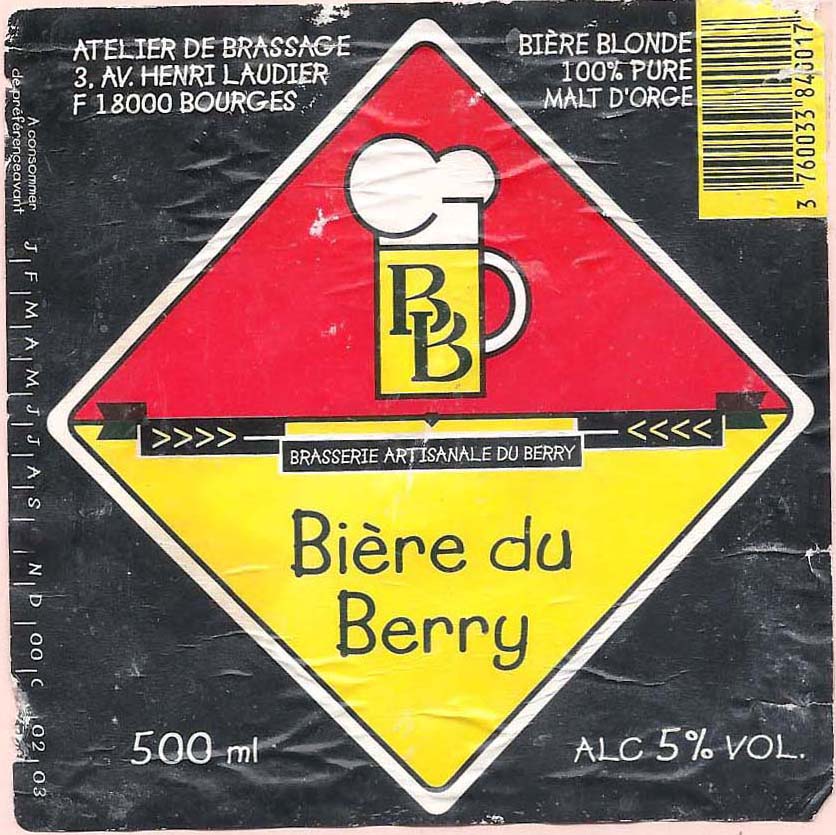 ATELIER DE BRASSAGE
3. AV. HENRI LAUDIER
F 18000 BOURGES
BIÈRE BLONDE
100% PURE
MALT D'ORGE
3 760033 840017
A consommer
de préférence avant
J|F|M|A|M|J|J|A|S| |N|D|00| 02|03
BB
>>>> <<<<
BRASSERIE ARTISANALE DU BERRY
Bière du
Berry
500 ml
ALC 5% VOL.